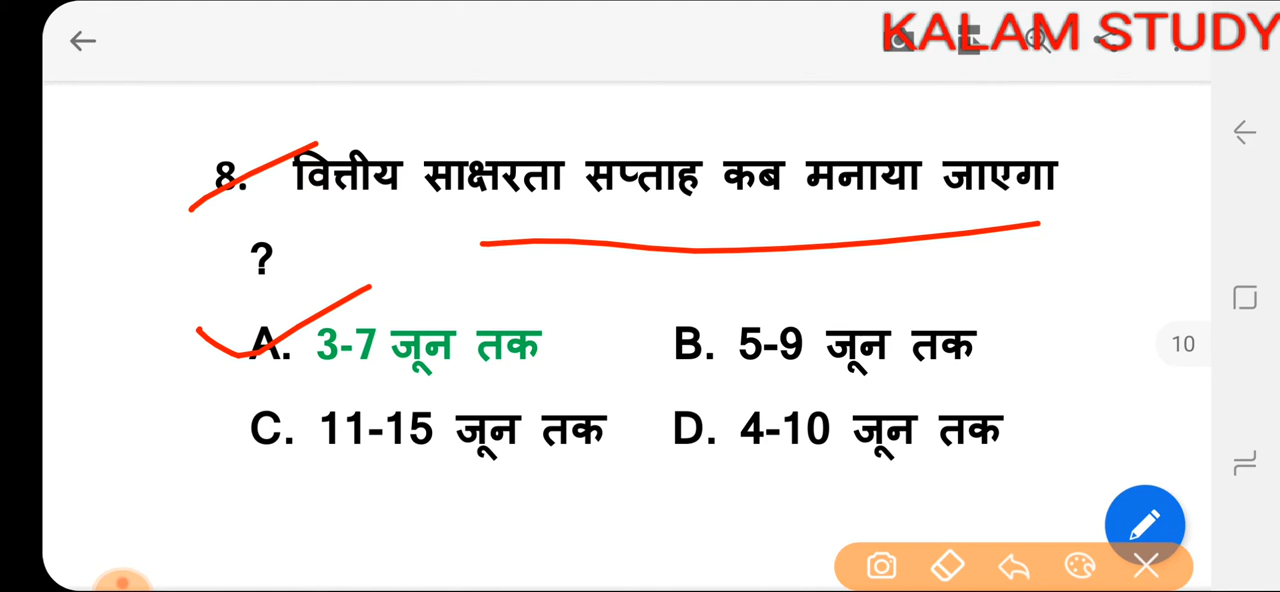 KALAM STUDY
8. वित्तीय साक्षरता सप्ताह कब मनाया जाएगा
?
A. 3-7 जून तक B. 5-9 जून तक
10
C. 11-15 जून तक D. 4-10 जून तक